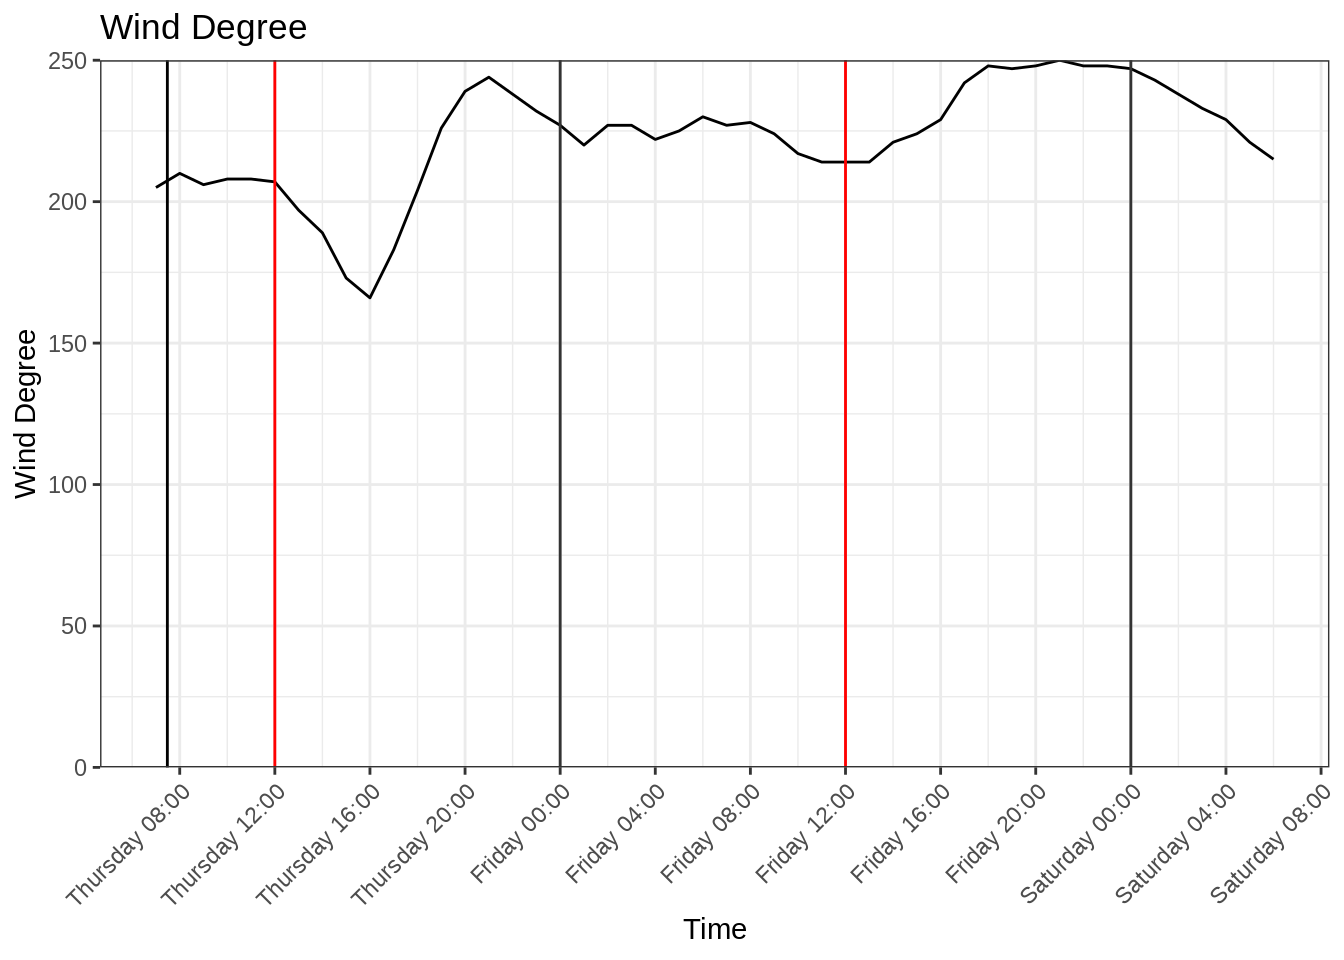 Wind Degree
Wind Degree
250
200
150
100
50
0
Thursday 08:00
Thursday 12:00
Thursday 16:00
Thursday 20:00
Friday 00:00
Friday 04:00
Friday 08:00
Friday 12:00
Friday 16:00
Friday 20:00
Saturday 00:00
Saturday 04:00
Saturday 08:00
Time